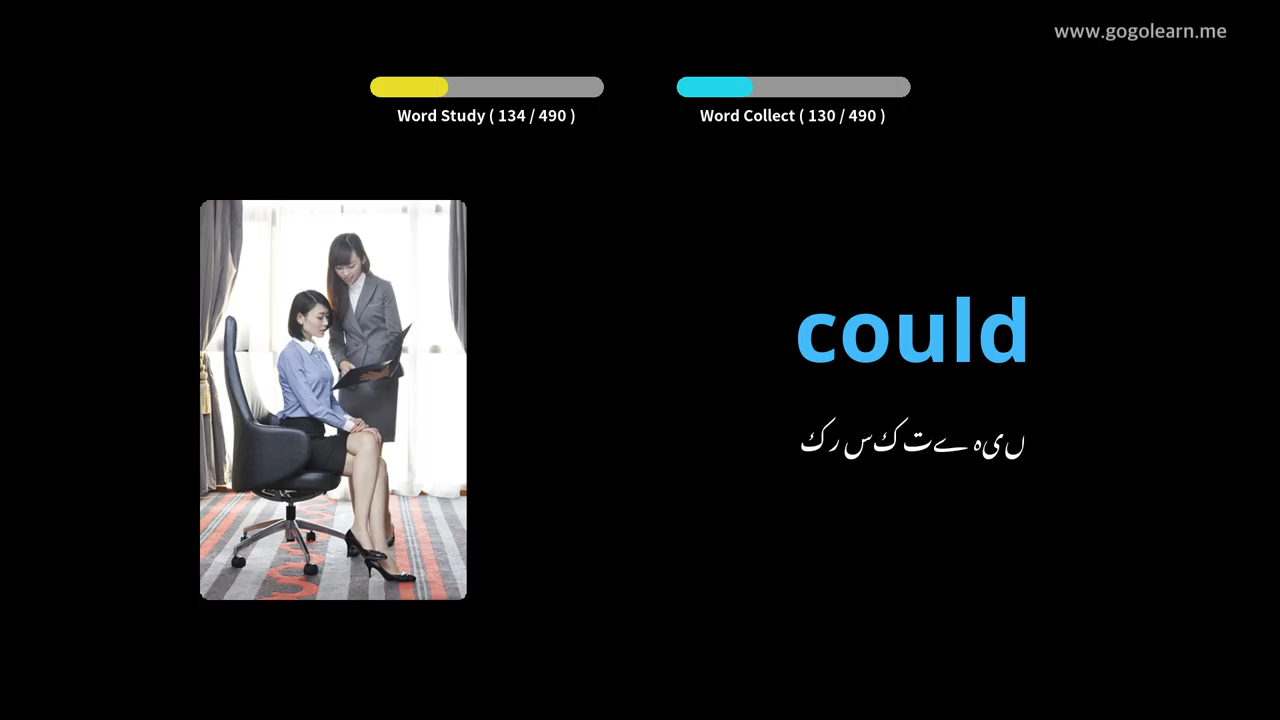 www.gogolearn.me
Word Study ( 134 / 490 )
Word Collect ( 130 / 490 )
could
کر سکتے ہیں